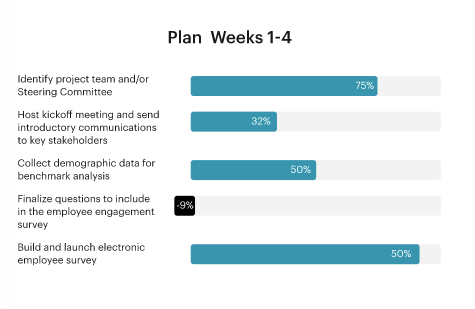 Plan Weeks 1-4
Identify project team and/or
Steering Committee
75%
Host kickoff meeting and send
introductory communications
to key stakeholders
32%
Collect demographic data for
benchmark analysis
50%
Finalize questions to include
in the employee engagement
survey
-9%
Build and launch electronic
employee survey
50%